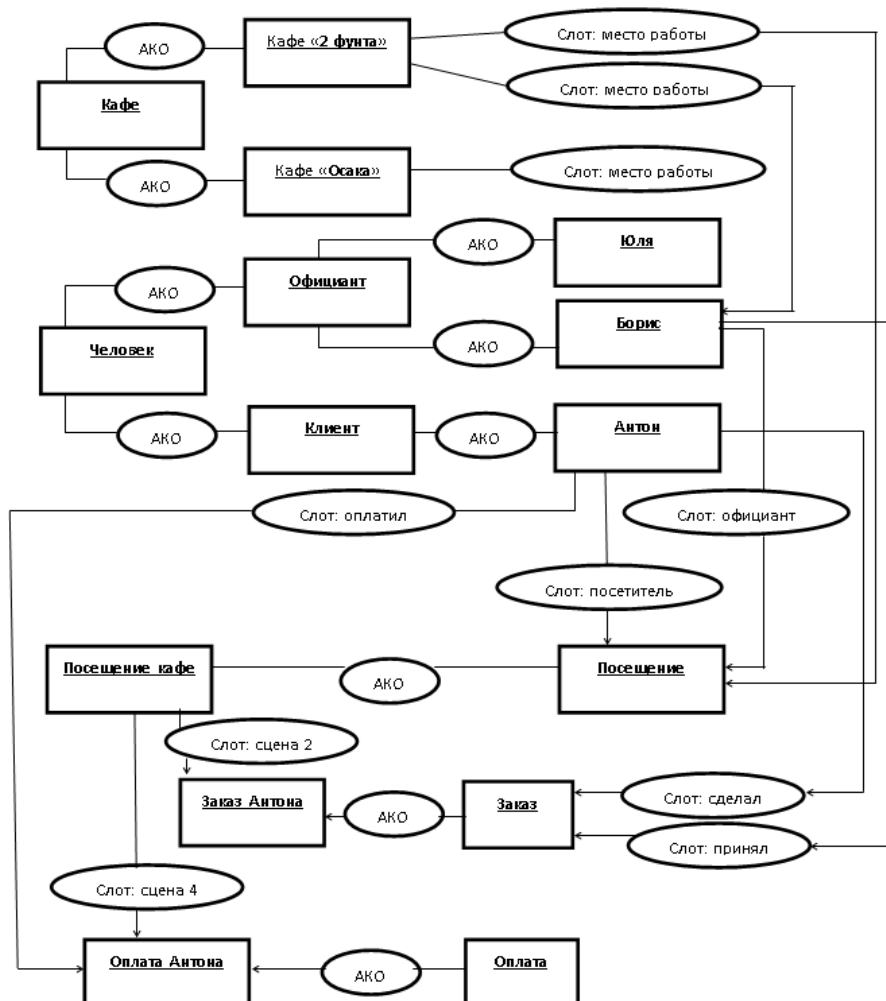 АКО
Кафе «2 фунта»
Слот: место работы
Слот: место работы
Кафе
АКО
Кафе «Осака»
Слот: место работы
АКО
Юля
АКО
Официант
Борис
Человек
АКО
АКО
Клиент
АКО
Антон
Слот: оплатил
Слот: официант
Слот: посетитель
Посещение кафе
АКО
Посещение
Слот: сцена 2
Заказ Антона
АКО
Заказ
Слот: сделал
Слот: принял
Слот: сцена 4
Оплата Антона
АКО
Оплата